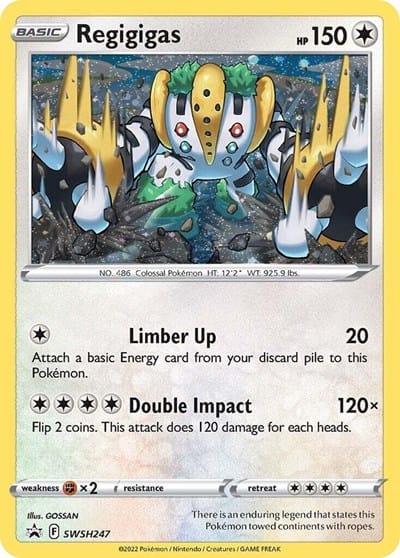 BASIC Regigigas HP 150
NO. 486 Colossal Pokémon HT: 12'2" WT: 925.9 lbs.
Limber Up 20
Attach a basic Energy card from your discard pile to this
Pokémon.
Double Impact 120×
Flip 2 coins. This attack does 120 damage for each heads.
weakness ×2 resistance retreat
Illus. GOSSAN
F SWSH247
There is an enduring legend that states this
Pokémon towed continents with ropes.
©2022 Pokémon / Nintendo / Creatures / GAME FREAK